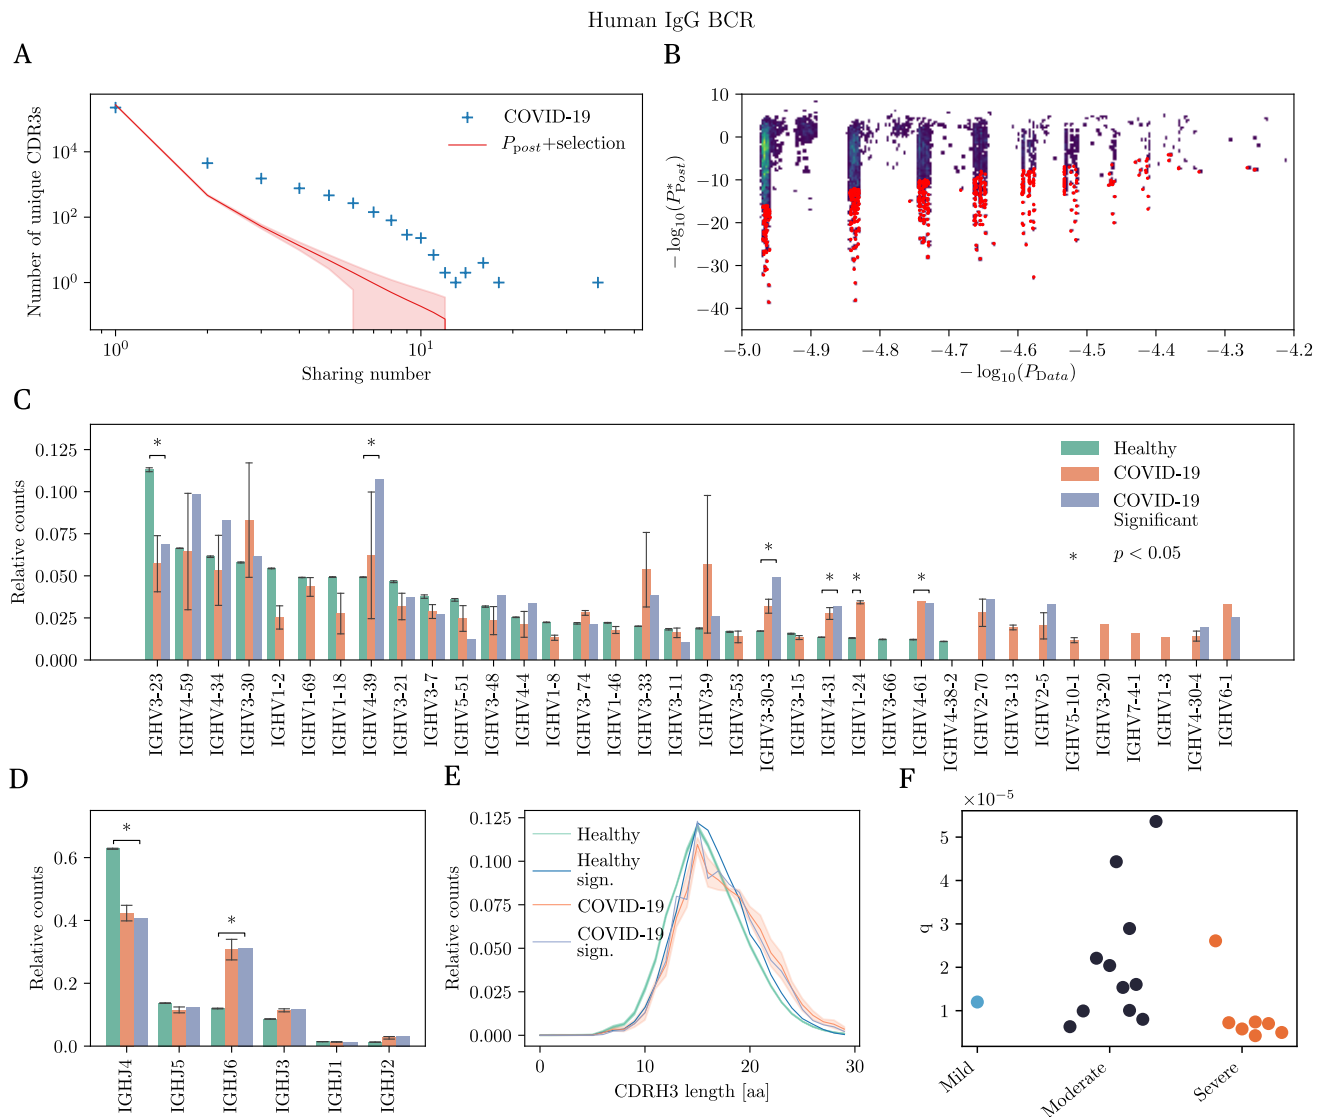 Human IgG BCR
A
Number of unique CDR3s
10⁴
10²
10⁰
10⁰
10¹
Sharing number
COVID-19
P_post+selection
B
− log₁₀(P*_Post)
10
0
−10
−20
−30
−40
−5.0
−4.9
−4.8
−4.7
−4.6
−4.5
−4.4
−4.3
−4.2
− log₁₀(P_Data)
C
Relative counts
0.125
0.100
0.075
0.050
0.025
0.000
*
*
*
*
*
*
Healthy
COVID-19
COVID-19
Significant
* p < 0.05
IGHV3-23
IGHV4-59
IGHV4-34
IGHV3-30
IGHV1-2
IGHV1-69
IGHV1-18
IGHV4-39
IGHV3-21
IGHV3-7
IGHV5-51
IGHV3-48
IGHV4-4
IGHV1-8
IGHV3-74
IGHV1-46
IGHV3-33
IGHV3-11
IGHV3-9
IGHV3-53
IGHV3-30-3
IGHV3-15
IGHV4-31
IGHV1-24
IGHV3-66
IGHV4-61
IGHV4-38-2
IGHV2-70
IGHV3-13
IGHV2-5
IGHV5-10-1
IGHV3-20
IGHV7-4-1
IGHV1-3
IGHV4-30-4
IGHV6-1
D
Relative counts
0.6
0.4
0.2
0.0
*
*
IGHJ4
IGHJ5
IGHJ6
IGHJ3
IGHJ1
IGHJ2
E
Relative counts
0.125
0.100
0.075
0.050
0.025
0.000
Healthy
Healthy
sign.
COVID-19
COVID-19
sign.
0
10
20
30
CDRH3 length [aa]
F
×10⁻⁵
q
5
4
3
2
1
Mild
Moderate
Severe